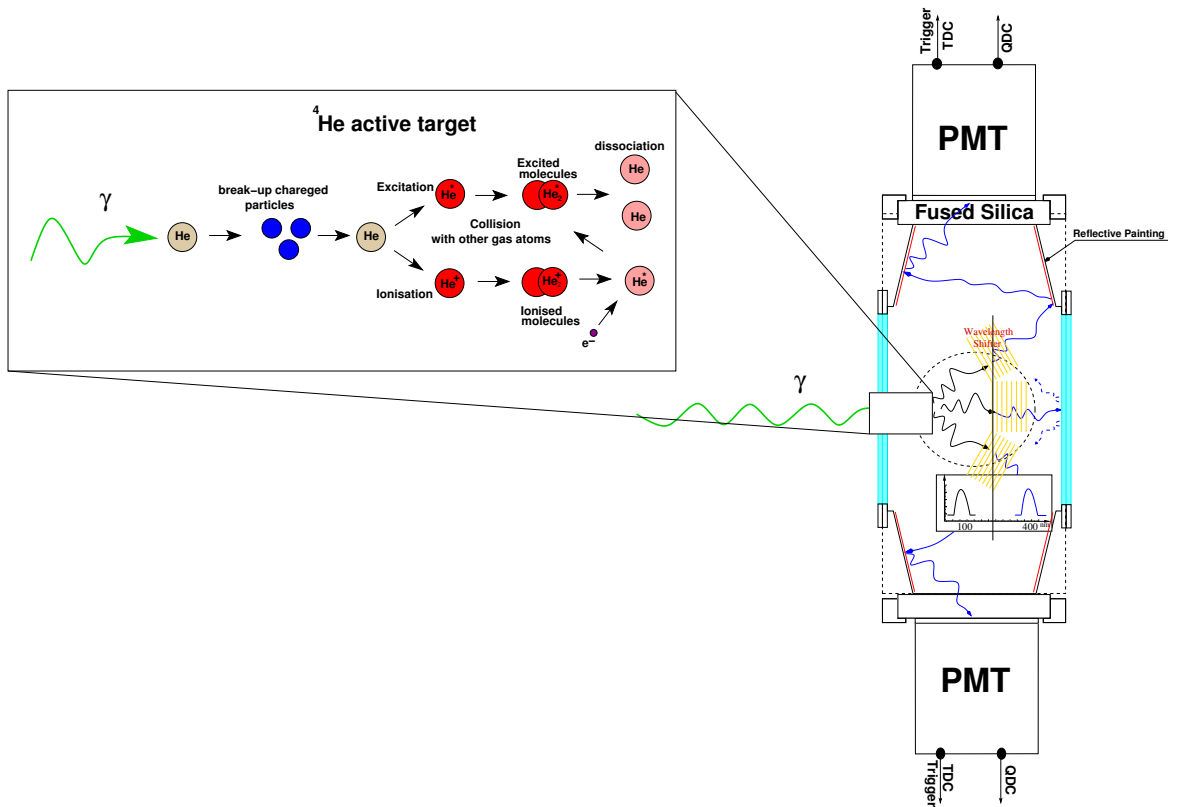 4He active target
γ
break−up chareged
particles
He
He
Excitation
He*
Excited
molecules
He2*
dissociation
He
He
Collision
with other gas atoms
Ionisation
He+
Ionised
molecules
He2+
He*
e−
γ
Trigger
TDC
QDC
PMT
Fused Silica
Reflective Painting
Wavelength
Shifter
100
400
nm
PMT
Trigger
TDC
QDC